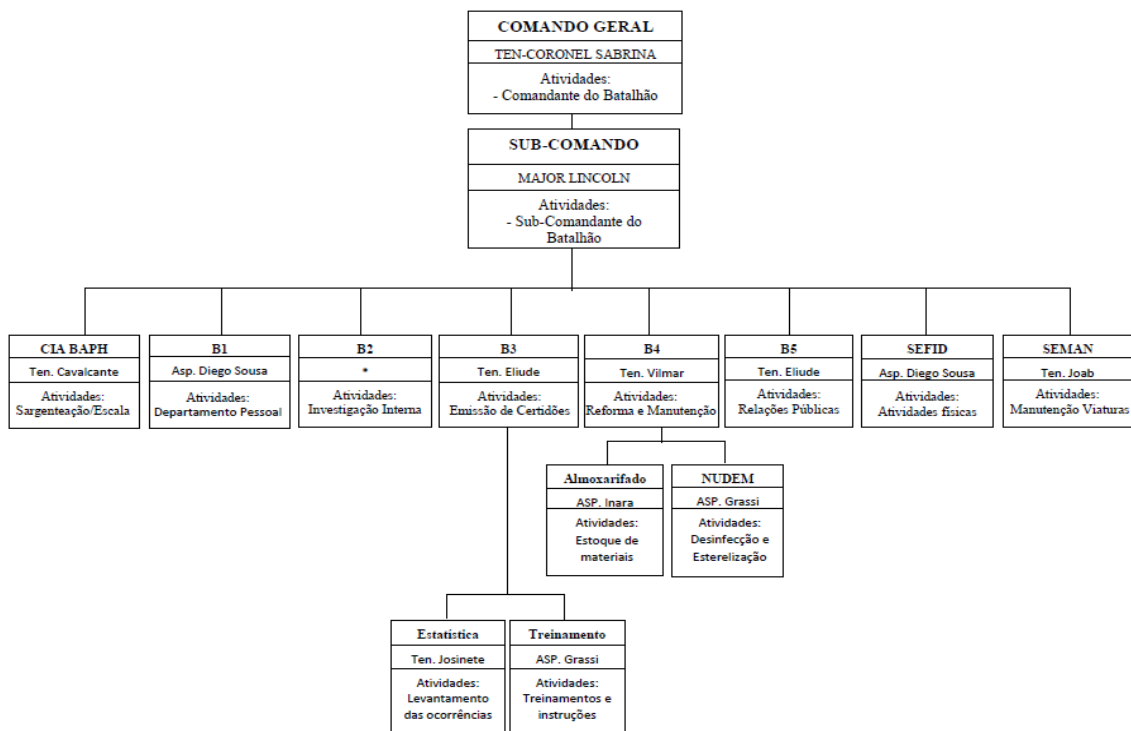 COMANDO GERAL
TEN-CORONEL SABRINA
Atividades:
- Comandante do Batalhão
SUB-COMANDO
MAJOR LINCOLN
Atividades:
- Sub-Comandante do
Batalhão
CIA BAPH
Ten. Cavalcante
Atividades:
Sargenteação/Escala
B1
Asp. Diego Sousa
Atividades:
Departamento Pessoal
B2
*
Atividades:
Investigação Interna
B3
Ten. Eliude
Atividades:
Emissão de Certidões
B4
Ten. Vilmar
Atividades:
Reforma e Manutenção
B5
Ten. Eliude
Atividades:
Relações Públicas
SEFID
Asp. Diego Sousa
Atividades:
Atividades físicas
SEMAN
Ten. Joab
Atividades:
Manutenção Viaturas
Almoxarifado
ASP. Inara
Atividades:
Estoque de
materiais
NUDEM
ASP. Grassi
Atividades:
Desinfecção e
Esterelização
Estatística
Ten. Josinete
Atividades:
Levantamento
das ocorrências
Treinamento
ASP. Grassi
Atividades:
Treinamentos e
instruções